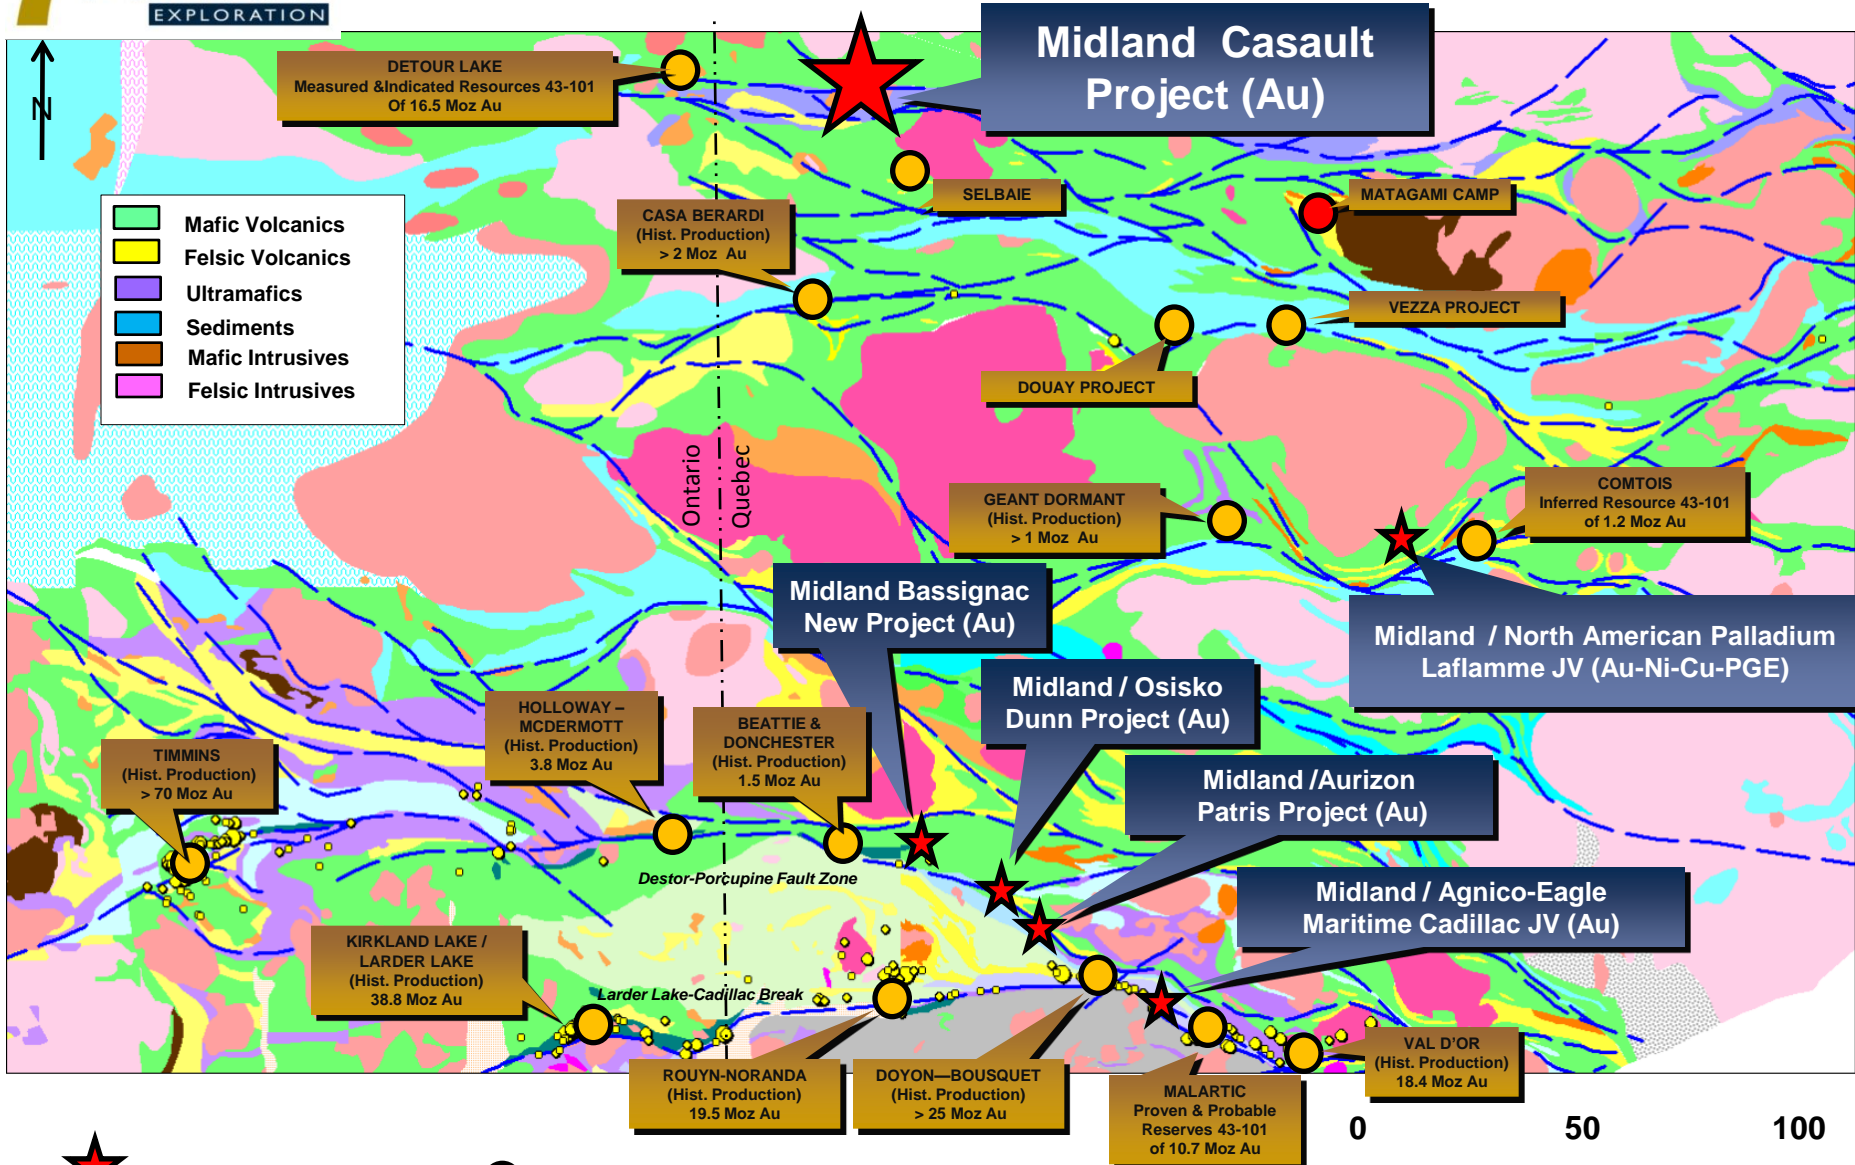 EXPLORATION
N
DETOUR LAKE
Measured &Indicated Resources 43-101
Of 16.5 Moz Au
Midland Casault
Project (Au)
SELBAIE
MATAGAMI CAMP
CASA BERARDI
(Hist. Production)
> 2 Moz Au
Mafic Volcanics
Felsic Volcanics
Ultramafics
Sediments
Mafic Intrusives
Felsic Intrusives
VEZZA PROJECT
DOUAY PROJECT
Ontario
Quebec
GEANT DORMANT
(Hist. Production)
> 1 Moz Au
COMTOIS
Inferred Resource 43-101
of 1.2 Moz Au
Midland Bassignac
New Project (Au)
Midland / North American Palladium
Laflamme JV (Au-Ni-Cu-PGE)
Midland / Osisko
Dunn Project (Au)
HOLLOWAY –
MCDERMOTT
(Hist. Production)
3.8 Moz Au
BEATTIE &
DONCHESTER
(Hist. Production)
1.5 Moz Au
TIMMINS
(Hist. Production)
> 70 Moz Au
Midland /Aurizon
Patris Project (Au)
Destor-Porcupine Fault Zone
Midland / Agnico-Eagle
Maritime Cadillac JV (Au)
KIRKLAND LAKE /
LARDER LAKE
(Hist. Production)
38.8 Moz Au
Larder Lake-Cadillac Break
ROUYN-NORANDA
(Hist. Production)
19.5 Moz Au
DOYON—BOUSQUET
(Hist. Production)
> 25 Moz Au
MALARTIC
Proven & Probable
Reserves 43-101
of 10.7 Moz Au
VAL D'OR
(Hist. Production)
18.4 Moz Au
0 50 100